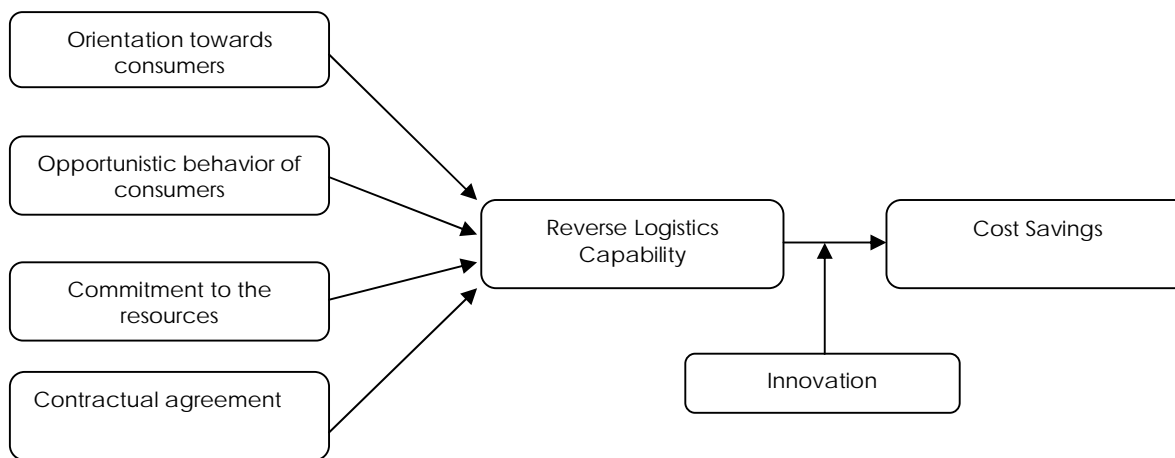 Orientation towards
consumers
Opportunistic behavior of
consumers
Commitment to the
resources
Contractual agreement
Reverse Logistics
Capability
Cost Savings
Innovation